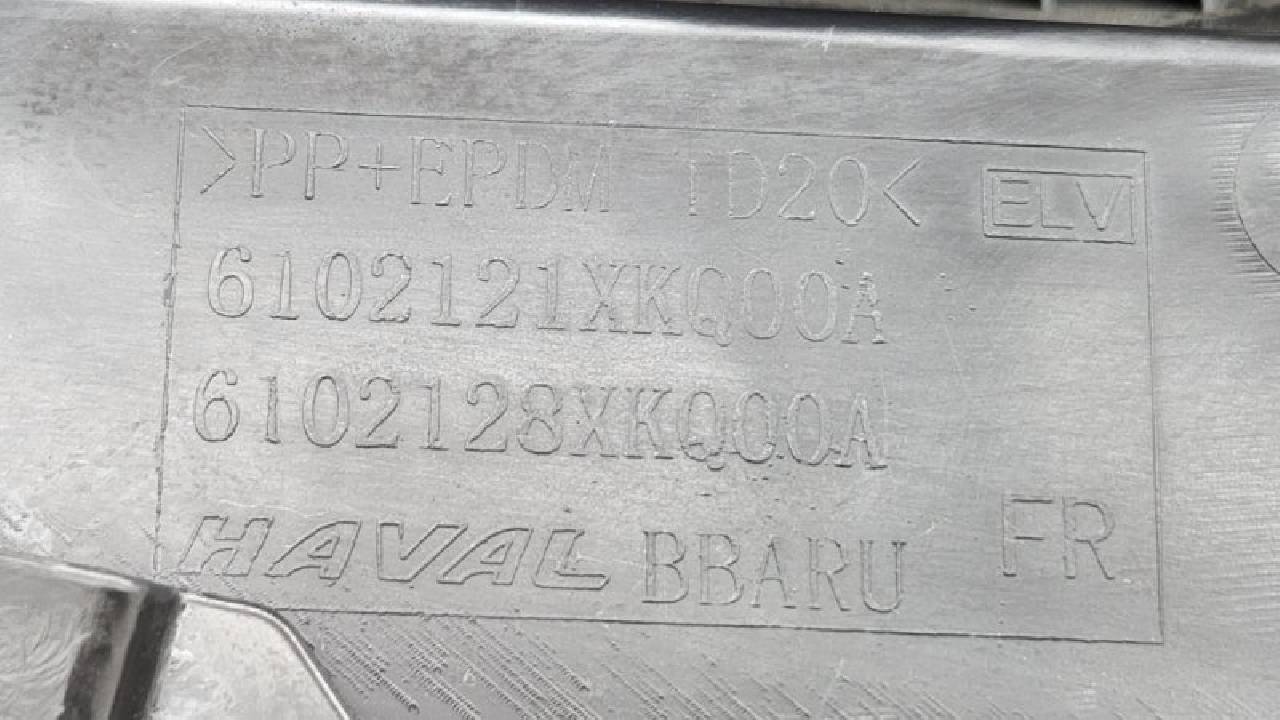 >PP+EPDM TD20< ELV
6102121XKQ00A
6102128XKQ00A
HAVAL BBARU FR